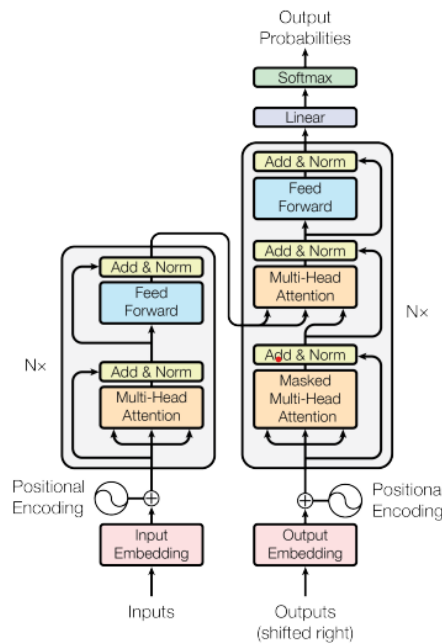 Output
Probabilities
Softmax
Linear
Add & Norm
Feed
Forward
Add & Norm
Multi-Head
Attention
Add & Norm
Masked
Multi-Head
Attention
Nx
Add & Norm
Feed
Forward
Add & Norm
Multi-Head
Attention
Nx
Positional
Encoding
Positiona
Encoding
Input
Embedding
Output
Embedding
Inputs
Outputs
(shifted right)